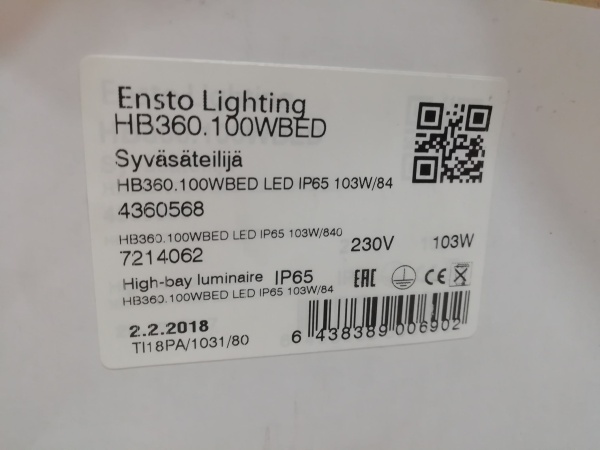 Ensto Lighting
HB360.100WBED
Syväsäteilijä
HB360.100WBED LED IP65 103W/84
4360568
HB360.100WBED LED IP65 103W/840
7214062 230V 103W
High-bay luminaire IP65 EAC CE
HB360.100WBED LED IP65 103W/84
2.2.2018
TI18PA/1031/80
6 438389 006902